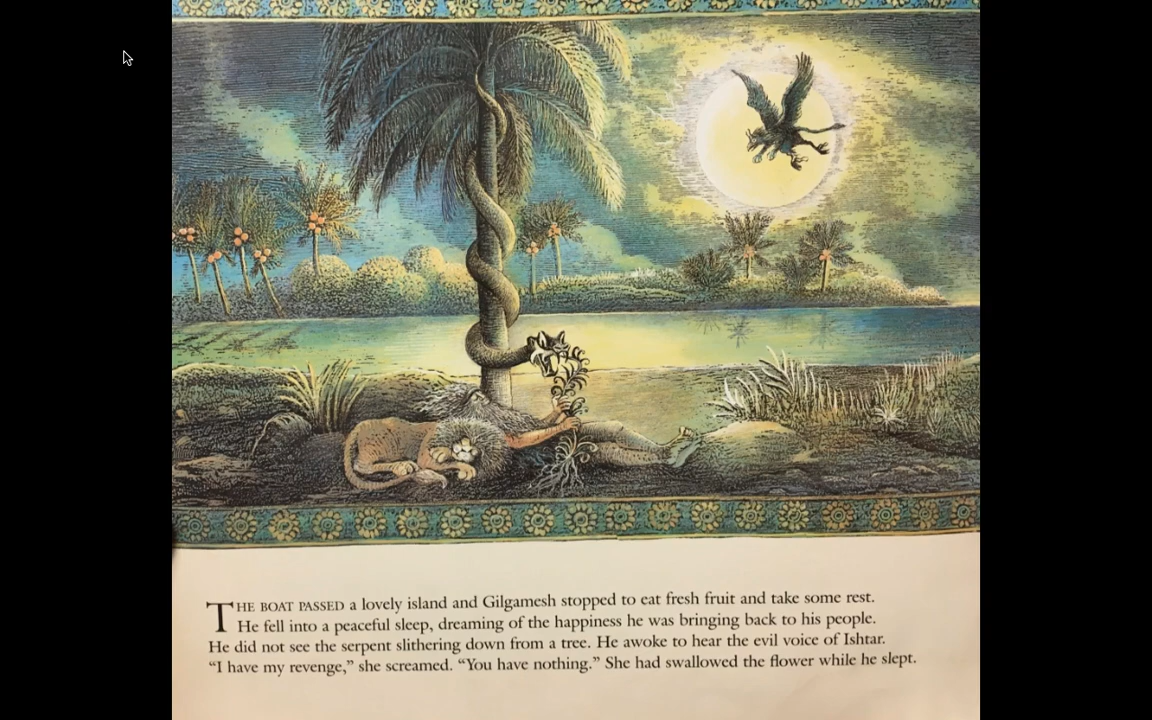 THE BOAT PASSED a lovely island and Gilgamesh stopped to eat fresh fruit and take some rest.
He fell into a peaceful sleep, dreaming of the happiness he was bringing back to his people.
He did not see the serpent slithering down from a tree. He awoke to hear the evil voice of Ishtar.
“I have my revenge,” she screamed. “You have nothing.” She had swallowed the flower while he slept.